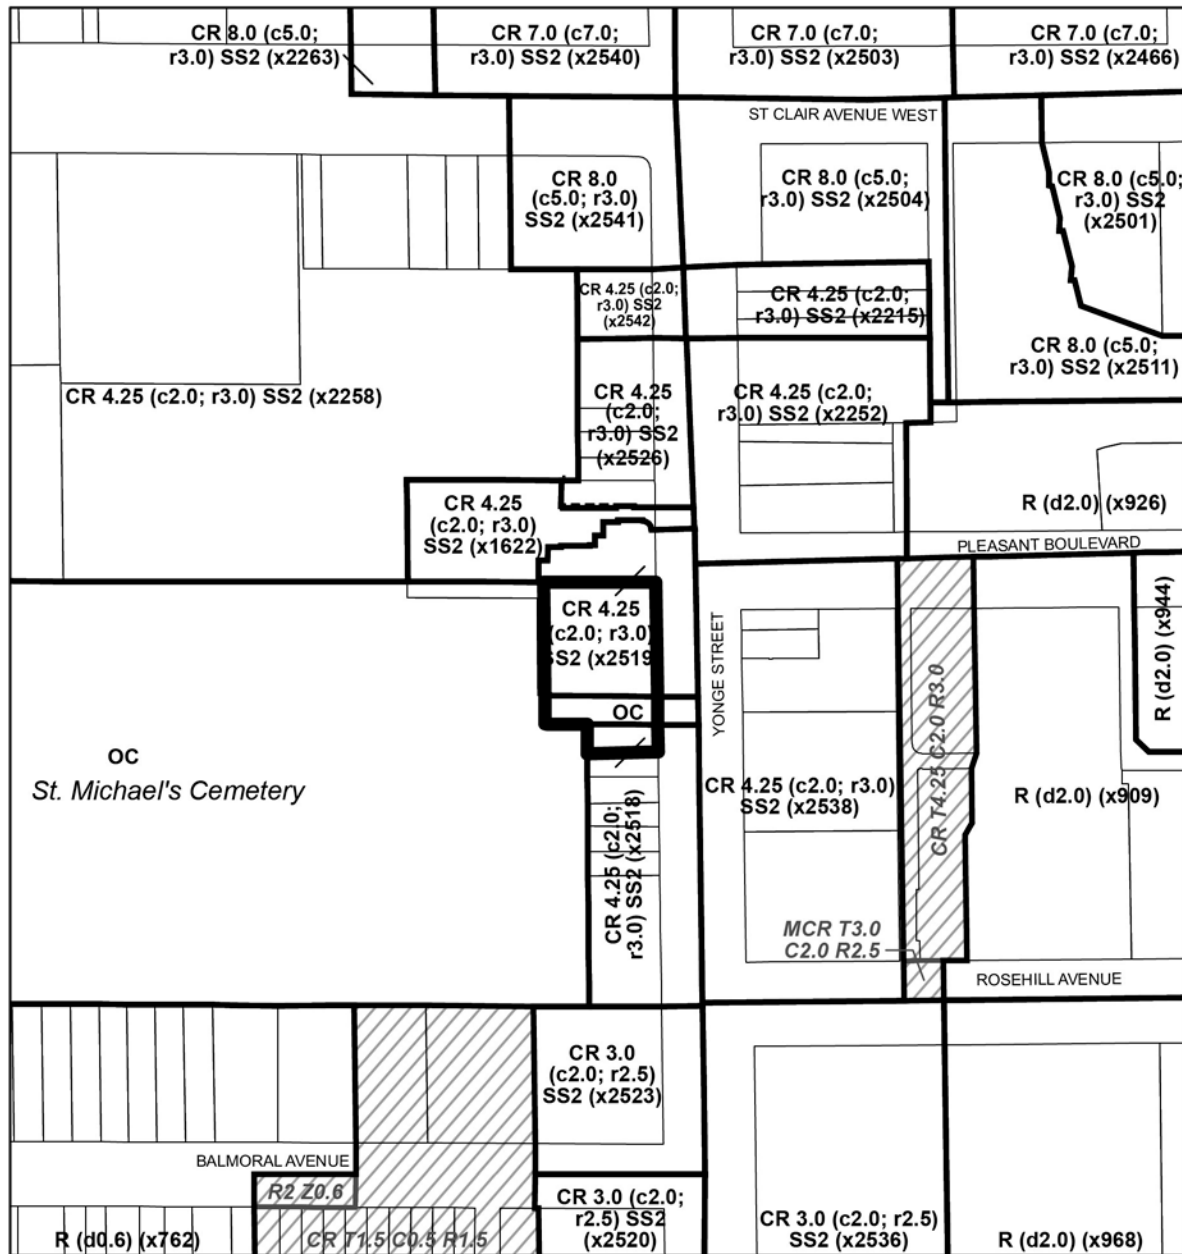 CR 8.0 (c5.0;
r3.0) SS2 (x2263)
CR 7.0 (c7.0;
r3.0) SS2 (x2540)
CR 7.0 (c7.0;
r3.0) SS2 (x2503)
CR 7.0 (c7.0;
r3.0) SS2 (x2466)
ST CLAIR AVENUE WEST
CR 8.0
(c5.0; r3.0)
SS2 (x2541)
CR 8.0 (c5.0;
r3.0) SS2 (x2504)
CR 8.0 (c5.0;
r3.0) SS2
(x2501)
CR 4.25 (c2.0;
r3.0) SS2
(x2542)
CR 4.25 (c2.0;
r3.0) SS2 (x2215)
CR 8.0 (c5.0;
r3.0) SS2 (x2511)
CR 4.25 (c2.0; r3.0) SS2 (x2258)
CR 4.25
(c2.0;
r3.0) SS2
(x2526)
CR 4.25 (c2.0;
r3.0) SS2 (x2252)
CR 4.25
(c2.0; r3.0)
SS2 (x1622)
R (d2.0) (x926)
PLEASANT BOULEVARD
CR 4.25
(c2.0; r3.0)
SS2 (x2519)
OC
YONGE STREET
R (d2.0) (x944)
CR T4.25 C2.0 R3.0
OC
St. Michael's Cemetery
CR 4.25 (c2.0;
r3.0) SS2 (x2518)
CR 4.25 (c2.0; r3.0)
SS2 (x2538)
R (d2.0) (x909)
MCR T3.0
C2.0 R2.5
ROSEHILL AVENUE
CR 3.0
(c2.0; r2.5)
SS2 (x2523)
BALMORAL AVENUE
R2 Z0.6
R (d0.6) (x762)
CR T1.5 C0.5 R1.5
CR 3.0 (c2.0;
r2.5) SS2
(x2520)
CR 3.0 (c2.0; r2.5)
SS2 (x2536)
R (d2.0) (x968)